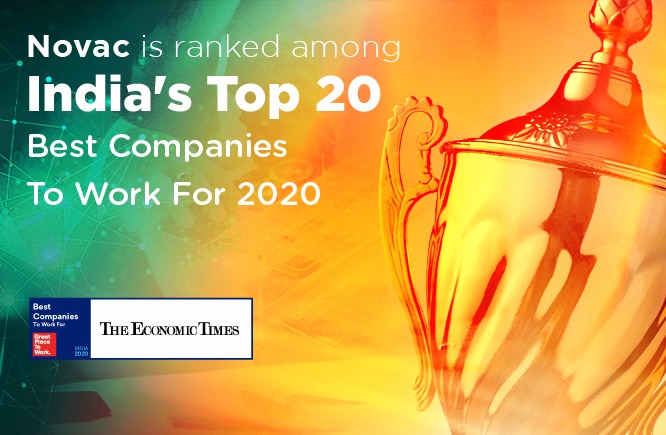 Novac is ranked among
India's Top 20
Best Companies
To Work For 2020
Best
Companies
To Work For
Great
Place
To
Work.
INDIA
2020
THE ECONOMIC TIMES